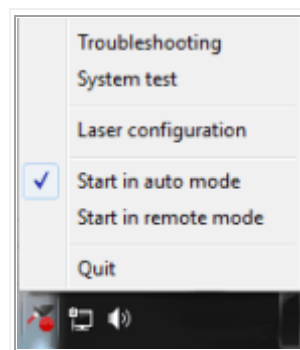 Troubleshooting
System test
Laser configuration
Start in auto mode
Start in remote mode
Quit